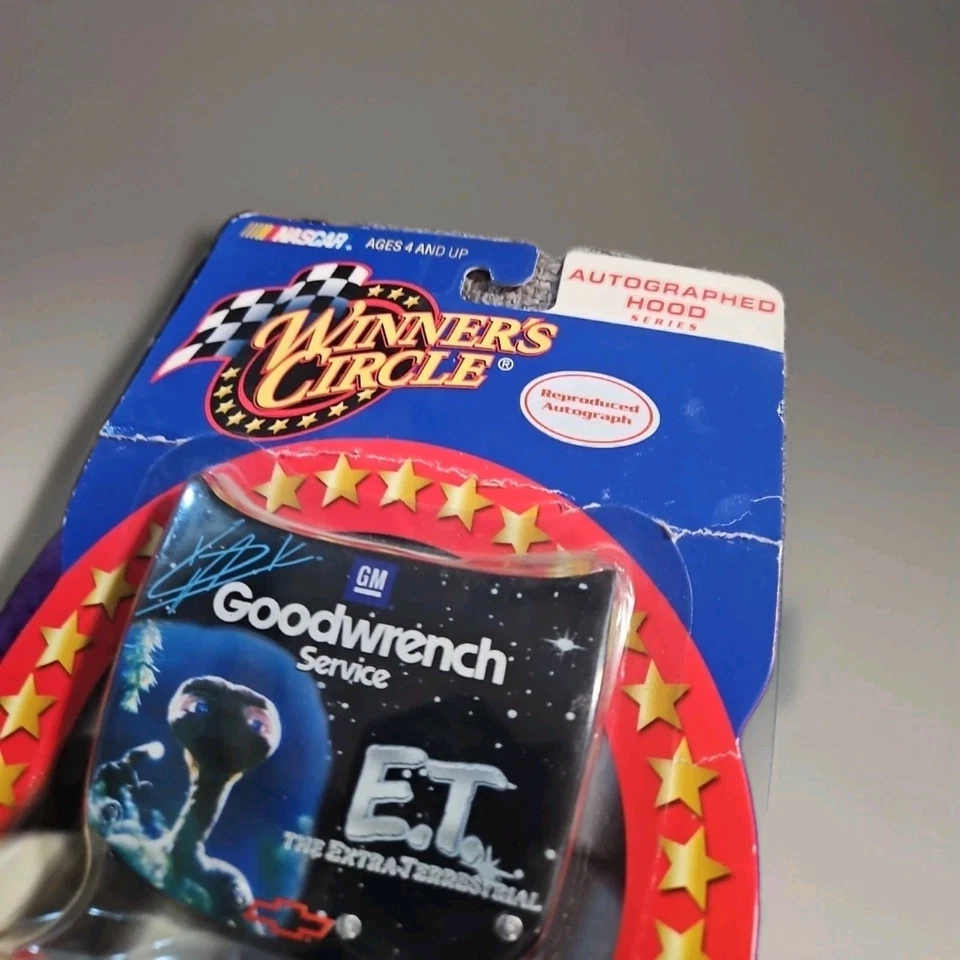 NASCAR®
AGES 4 AND UP
AUTOGRAPHED
HOOD
SERIES
WINNER'S
CIRCLE®
Reproduced
Autograph
GM
Goodwrench
Service
E.T.
THE EXTRA-TERRESTRIAL